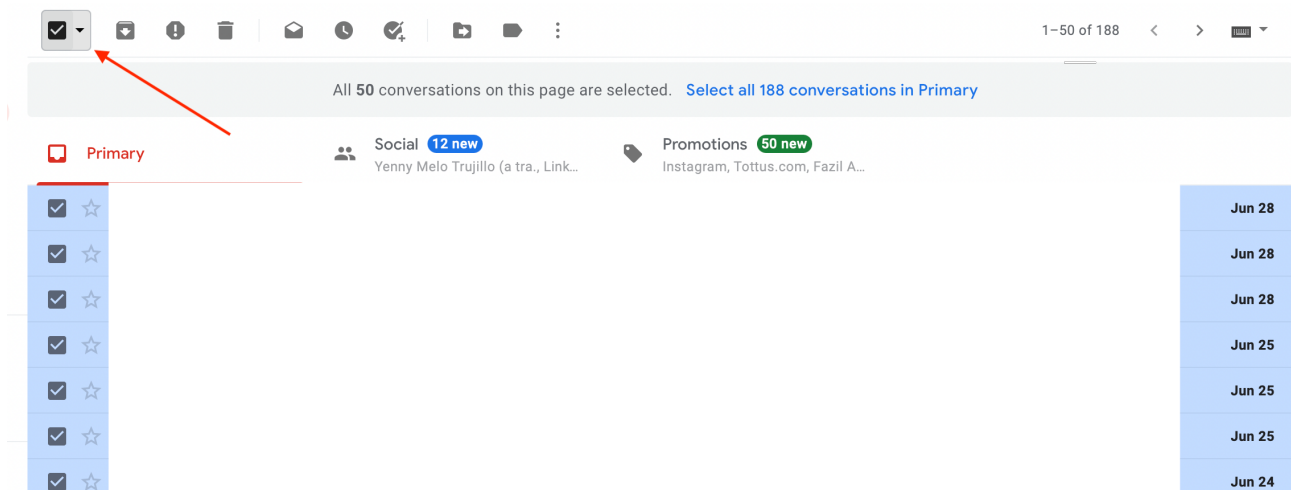 1–50 of 188
All 50 conversations on this page are selected. Select all 188 conversations in Primary
Primary
Social 12 new
Yenny Melo Trujillo (a tra., Link...
Promotions 50 new
Instagram, Tottus.com, Fazil A...
Jun 28
Jun 28
Jun 28
Jun 25
Jun 25
Jun 25
Jun 24